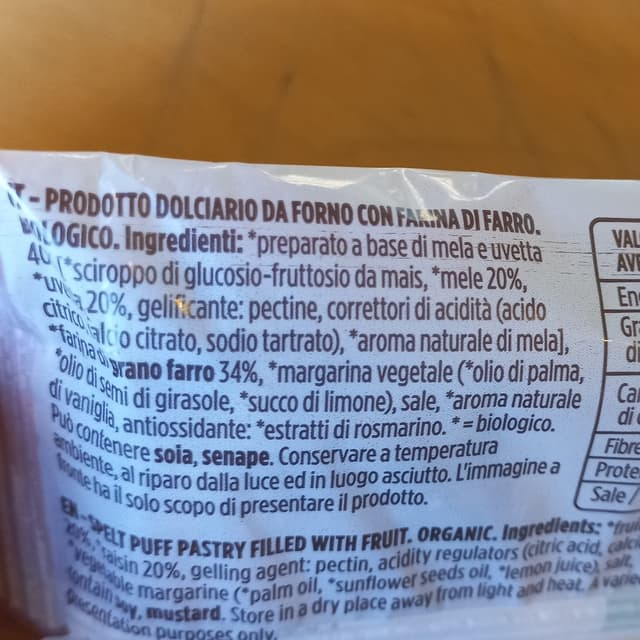 IT - PRODOTTO DOLCIARIO DA FORNO CON FARINA DI FARRO.
BIOLOGICO. Ingredienti: *preparato a base di mela e uvetta
(*sciroppo di glucosio-fruttosio da mais, *mele 20%,
20%, gelificante: pectine, correttori di acidità (acido
citrico, calcio citrato, sodio tartrato), *aroma naturale di mela],
*farina di grano farro 34%, *margarina vegetale (*olio di palma,
*olio di semi di girasole, *succo di limone), sale, *aroma naturale
di vaniglia, antiossidante: *estratti di rosmarino. *= biologico.
Può contenere soia, senape. Conservare a temperatura
ambiente, al riparo dalla luce ed in luogo asciutto. L'immagine a
fronte ha il solo scopo di presentare il prodotto.
EN - SPELT PUFF PASTRY FILLED WITH FRUIT. ORGANIC. Ingredients:
20%, raisin 20%, gelling agent: pectin, acidity regulators (citric acid,
vegetable margarine (*palm oil, *sunflower seeds oil, *lemon juice), salt,
contain soy, mustard. Store in a dry place away from light and heat. A
presentation purposes only.
Fibre
Sale /